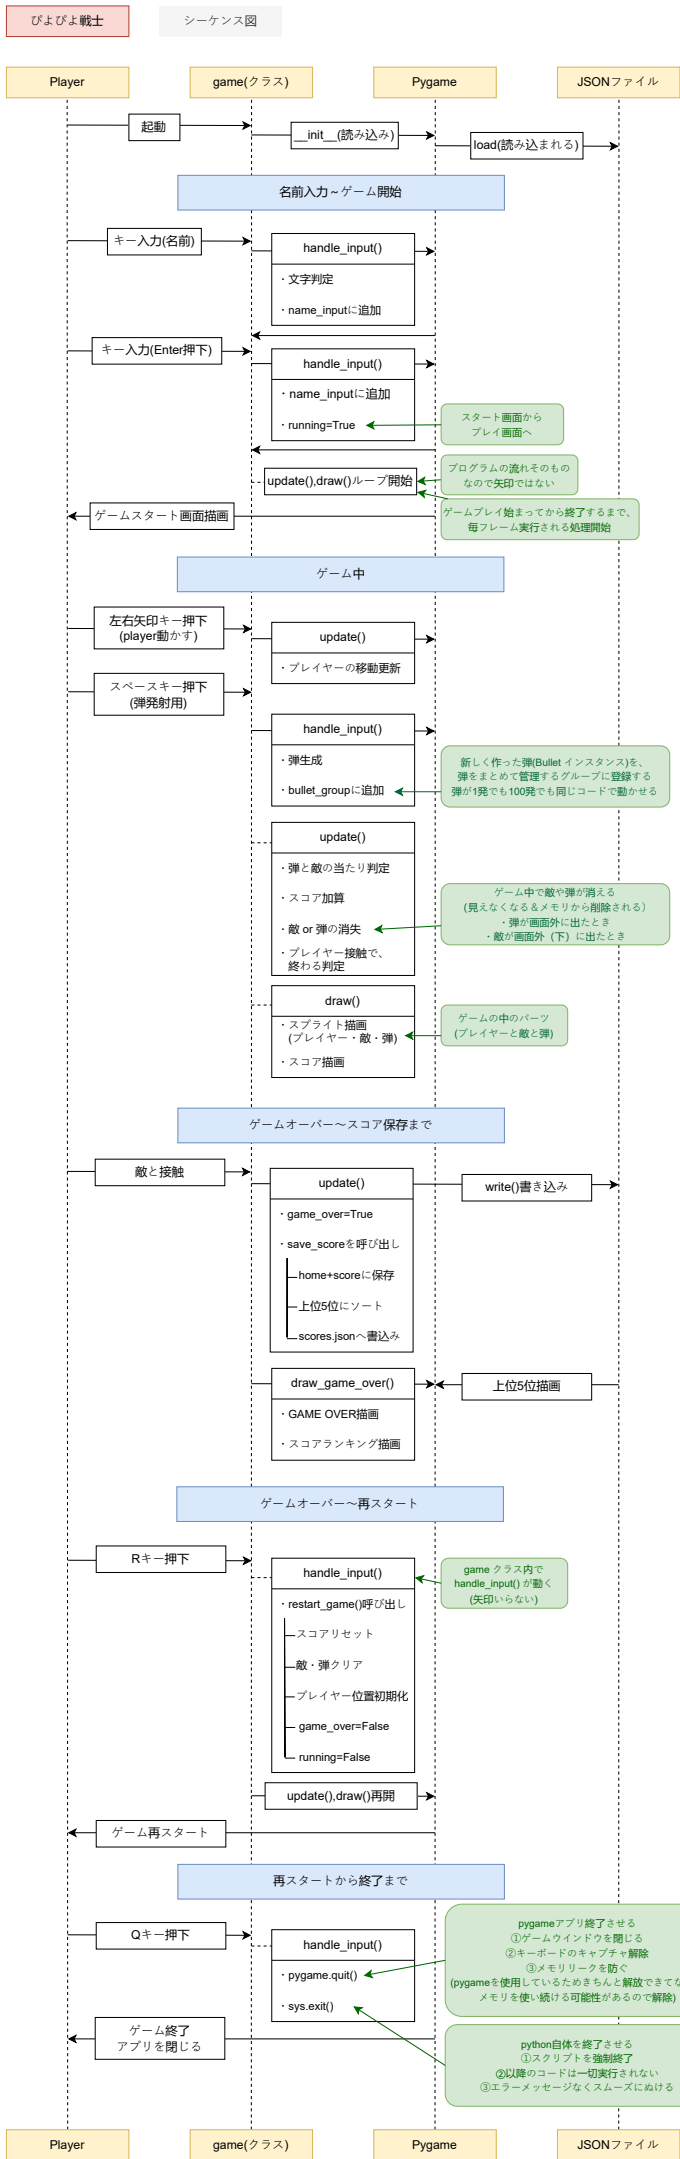 ぴよぴよ戦士
シーケンス図
Player
game(クラス)
Pygame
JSONファイル
起動
__init__(読み込み)
load(読み込まれる)
名前入力～ゲーム開始
キー入力(名前)
handle_input()
・文字判定
・name_inputに追加
キー入力(Enter押下)
handle_input()
・name_inputに追加
・running=True
スタート画面から
プレイ画面へ
update(),draw()ループ開始
プログラムの流れそのもの
なので矢印ではない
ゲームプレイ始まってから終了するまで、
毎フレーム実行される処理開始
ゲームスタート画面描画
ゲーム中
左右矢印キー押下
(player動かす)
update()
・プレイヤーの移動更新
スペースキー押下
(弾発射用)
handle_input()
・弾生成
・bullet_groupに追加
新しく作った弾(Bullet インスタンス)を、
弾をまとめて管理するグループに登録する
弾が1発でも100発でも同じコードで動かせる
update()
・弾と敵の当たり判定
・スコア加算
・敵 or 弾の消失
・プレイヤー接触で、
終わる判定
ゲーム中で敵や弾が消える
(見えなくなる＆メモリから削除される)
・弾が画面外に出たとき
・敵が画面外（下）に出たとき
draw()
・スプライト描画
(プレイヤー・敵・弾)
・スコア描画
ゲームの中のパーツ
(プレイヤーと敵と弾)
ゲームオーバー～スコア保存まで
敵と接触
update()
・game_over=True
・save_scoreを呼び出し
home+scoreに保存
上位5位にソート
scores.jsonへ書込み
write()書き込み
draw_game_over()
・GAME OVER描画
・スコアランキング描画
上位5位描画
ゲームオーバー～再スタート
Rキー押下
handle_input()
・restart_game()呼び出し
スコアリセット
敵・弾クリア
プレイヤー位置初期化
game_over=False
running=False
game クラス内で
handle_input() が動く
(矢印いらない)
update(),draw()再開
ゲーム再スタート
再スタートから終了まで
Qキー押下
handle_input()
・pygame.quit()
・sys.exit()
pygameアプリ終了させる
①ゲームウインドウを閉じる
②キーボードのキャプチャ解除
③メモリリークを防ぐ
(pygameを使用しているためきちんと解放できてな
メモリを使い続ける可能性があるので解除)
ゲーム終了
アプリを閉じる
python自体を終了させる
①スクリプトを強制終了
②以降のコードは一切実行されない
③エラーメッセージなくスムーズにぬける
Player
game(クラス)
Pygame
JSONファイル